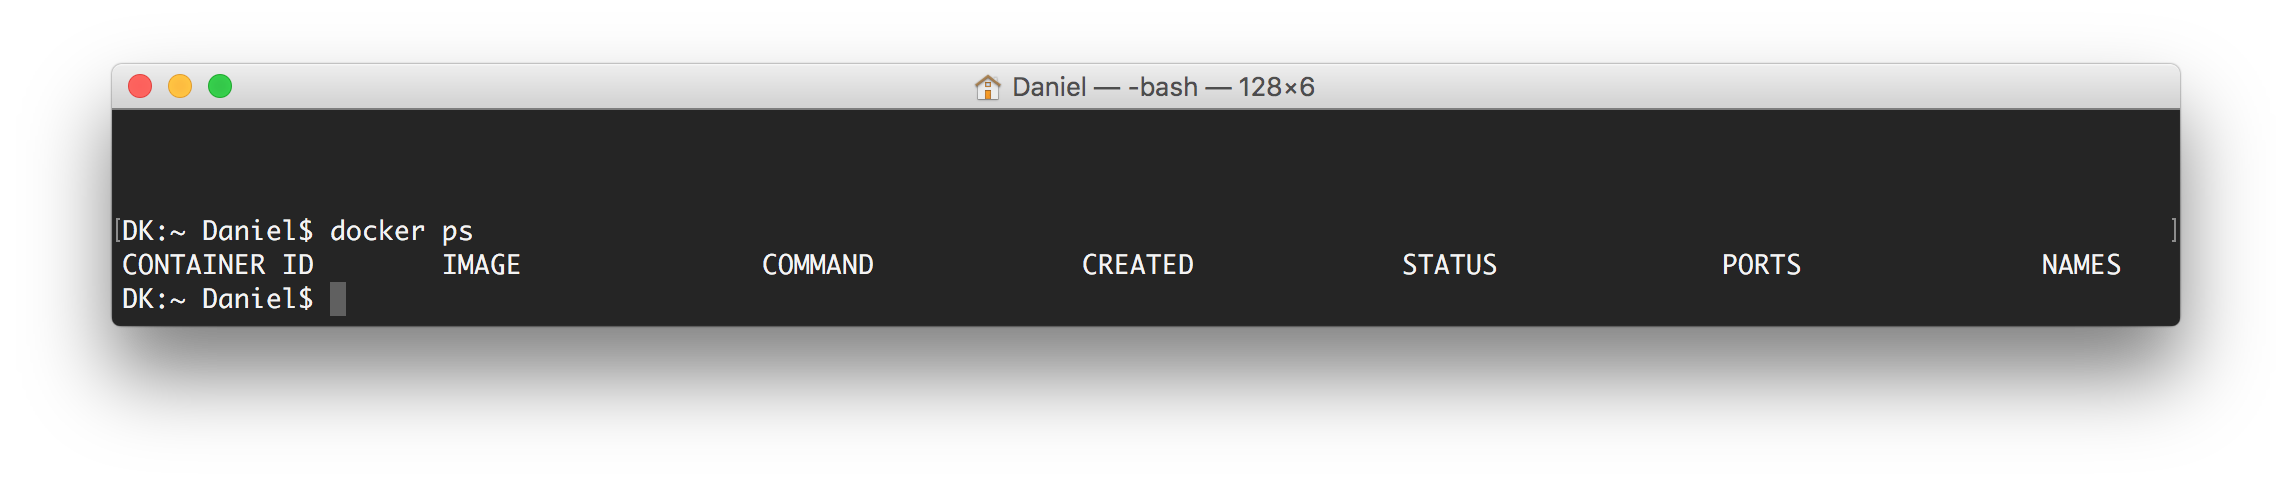 Daniel — -bash — 128×6
[DK:~ Daniel$ docker ps ]
CONTAINER ID IMAGE COMMAND CREATED STATUS PORTS NAMES
DK:~ Daniel$